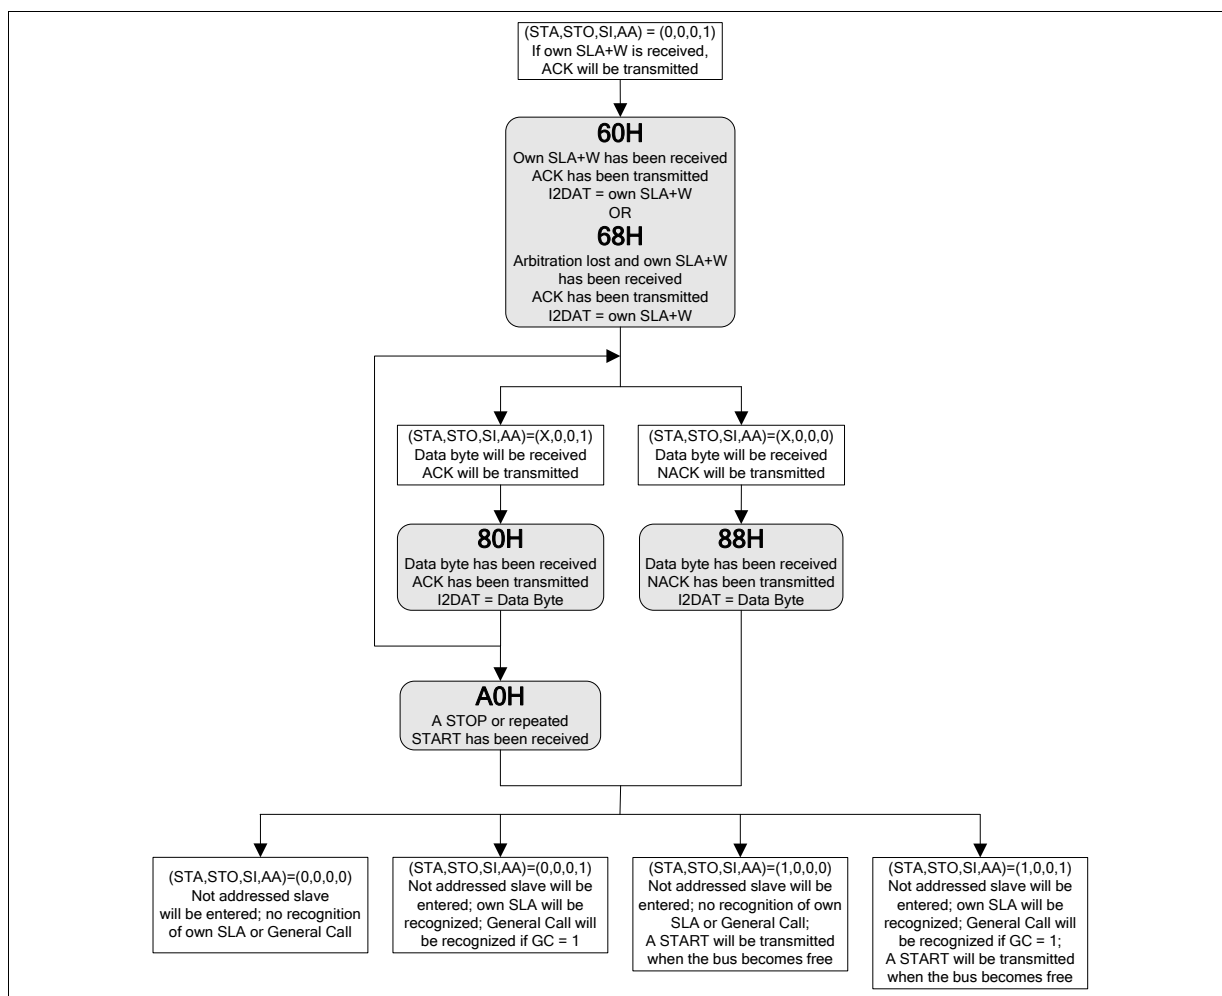 (STA,STO,SI,AA) = (0,0,0,1)
If own SLA+W is received,
ACK will be transmitted
60H
Own SLA+W has been received
ACK has been transmitted
I2DAT = own SLA+W
OR
68H
Arbitration lost and own SLA+W
has been received
ACK has been transmitted
I2DAT = own SLA+W
(STA,STO,SI,AA)=(X,0,0,1)
Data byte will be received
ACK will be transmitted
(STA,STO,SI,AA)=(X,0,0,0)
Data byte will be received
NACK will be transmitted
80H
Data byte has been received
ACK has been transmitted
I2DAT = Data Byte
88H
Data byte has been received
NACK has been transmitted
I2DAT = Data Byte
A0H
A STOP or repeated
START has been received
(STA,STO,SI,AA)=(0,0,0,0)
Not addressed slave
will be entered; no recognition
of own SLA or General Call
(STA,STO,SI,AA)=(0,0,0,1)
Not addressed slave will be
entered; own SLA will be
recognized; General Call will
be recognized if GC = 1
(STA,STO,SI,AA)=(1,0,0,0)
Not addressed slave will be
entered; no recognition of own
SLA or General Call;
A START will be transmitted
when the bus becomes free
(STA,STO,SI,AA)=(1,0,0,1)
Not addressed slave will be
entered; own SLA will be
recognized; General Call will
be recognized if GC = 1;
A START will be transmitted
when the bus becomes free